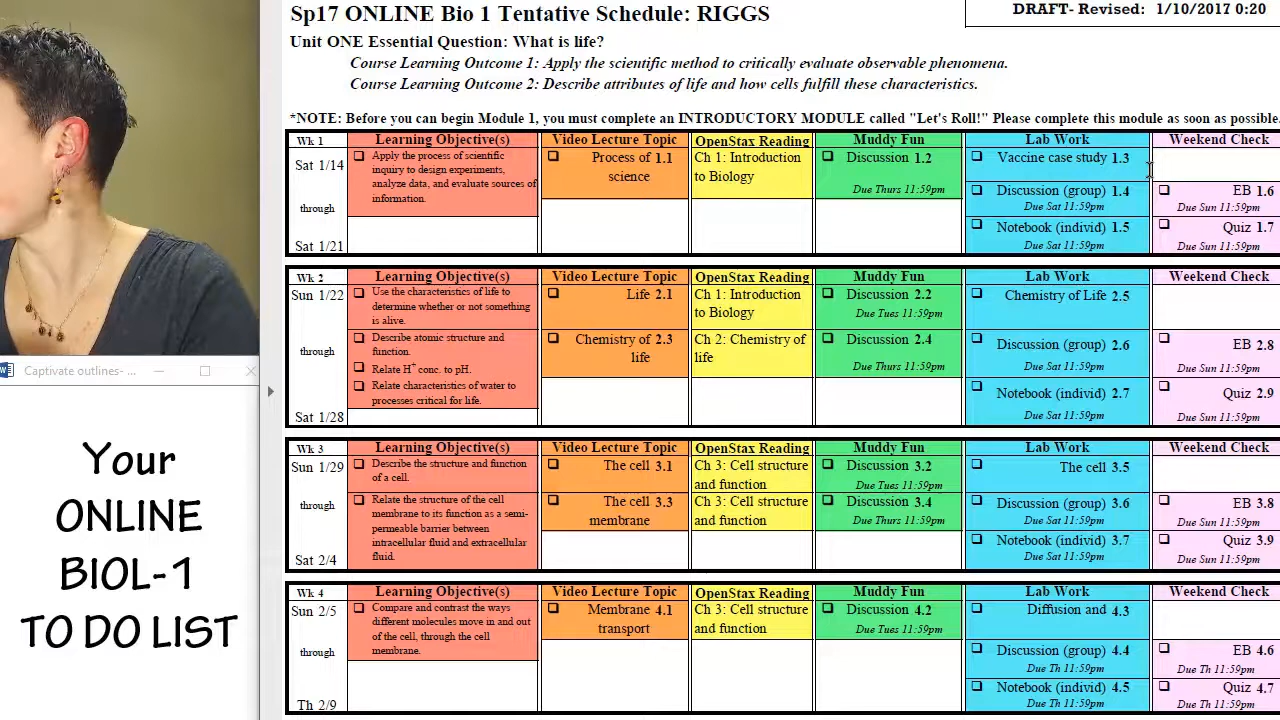 Sp17 ONLINE Bio 1 Tentative Schedule: RIGGS
DRAFT- Revised: 1/10/2017 0:20
Unit ONE Essential Question: What is life?
Course Learning Outcome 1: Apply the scientific method to critically evaluate observable phenomena.
Course Learning Outcome 2: Describe attributes of life and how cells fulfill these characteristics.
*NOTE: Before you can begin Module 1, you must complete an INTRODUCTORY MODULE called "Let's Roll!" Please complete this module as soon as possible.
Wk 1
Sat 1/14
through
Sat 1/21
Learning Objective(s)
Apply the process of scientific
inquiry to design experiments,
analyze data, and evaluate sources of
information.
Video Lecture Topic
Process of 1.1
science
OpenStax Reading
Ch 1: Introduction
to Biology
Muddy Fun
Discussion 1.2
Due Thurs 11:59pm
Lab Work
Vaccine case study 1.3
Discussion (group) 1.4
Due Sat 11:59pm
Notebook (individ) 1.5
Due Sat 11:59pm
Weekend Check
EB 1.6
Due Sun 11:59pm
Quiz 1.7
Due Sun 11:59pm
Wk 2
Sun 1/22
through
Sat 1/28
Learning Objective(s)
Use the characteristics of life to
determine whether or not something
is alive.
Describe atomic structure and
function.
Relate H+ conc. to pH.
Relate characteristics of water to
processes critical for life.
Video Lecture Topic
Life 2.1
Chemistry of 2.3
life
OpenStax Reading
Ch 1: Introduction
to Biology
Ch 2: Chemistry of
life
Muddy Fun
Discussion 2.2
Due Tues 11:59pm
Discussion 2.4
Due Thurs 11:59pm
Lab Work
Chemistry of Life 2.5
Discussion (group) 2.6
Due Sat 11:59pm
Notebook (individ) 2.7
Due Sat 11:59pm
Weekend Check
EB 2.8
Due Sun 11:59pm
Quiz 2.9
Due Sun 11:59pm
Wk 3
Sun 1/29
through
Sat 2/4
Learning Objective(s)
Describe the structure and function
of a cell.
Relate the structure of the cell
membrane to its function as a semi-
permeable barrier between
intracellular fluid and extracellular
fluid.
Video Lecture Topic
The cell 3.1
The cell 3.3
membrane
OpenStax Reading
Ch 3: Cell structure
and function
Ch 3: Cell structure
and function
Muddy Fun
Discussion 3.2
Due Tues 11:59pm
Discussion 3.4
Due Thurs 11:59pm
Lab Work
The cell 3.5
Discussion (group) 3.6
Due Sat 11:59pm
Notebook (individ) 3.7
Due Sat 11:59pm
Weekend Check
EB 3.8
Due Sun 11:59pm
Quiz 3.9
Due Sun 11:59pm
Wk 4
Sun 2/5
through
Th 2/9
Learning Objective(s)
Compare and contrast the ways
different molecules move in and out
of the cell, through the cell
membrane.
Video Lecture Topic
Membrane 4.1
transport
OpenStax Reading
Ch 3: Cell structure
and function
Muddy Fun
Discussion 4.2
Due Tues 11:59pm
Lab Work
Diffusion and 4.3
Discussion (group) 4.4
Due Th 11:59pm
Notebook (individ) 4.5
Due Th 11:59pm
Weekend Check
EB 4.6
Due Th 11:59pm
Quiz 4.7
Due Th 11:59pm
Captivate outlines- ...
Your
ONLINE
BIOL-1
TO DO LIST